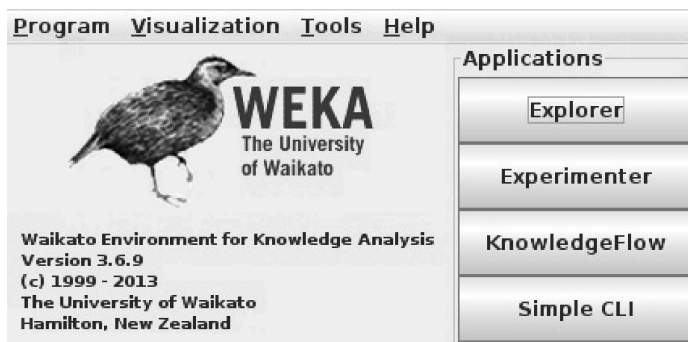 Program Visualization Tools Help
WEKA
The University
of Waikato
Waikato Environment for Knowledge Analysis
Version 3.6.9
(c) 1999 - 2013
The University of Waikato
Hamilton, New Zealand
Applications
Explorer
Experimenter
KnowledgeFlow
Simple CLI